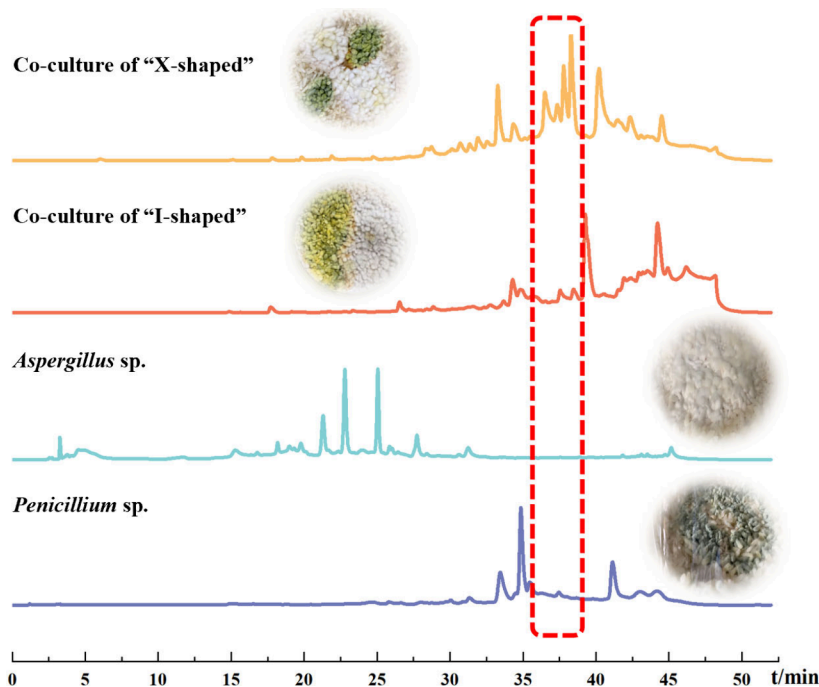 Co-culture of “X-shaped”
Co-culture of “I-shaped”
Aspergillus sp.
Penicillium sp.
0 5 10 15 20 25 30 35 40 45 50 t/min